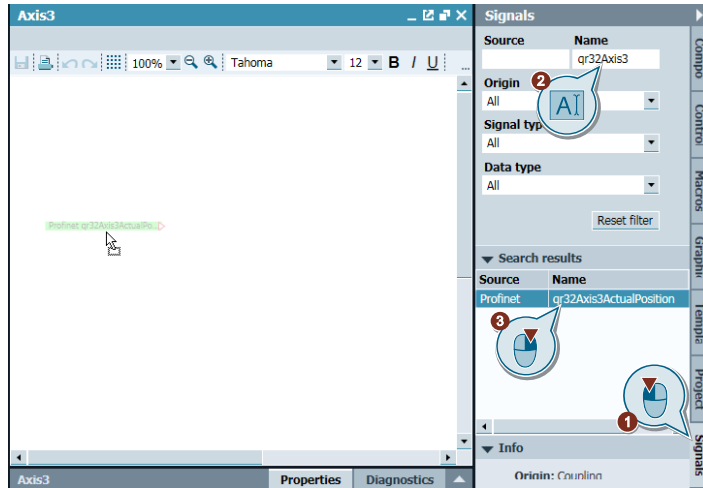 Axis3
100%
Tahoma
12
B I U ...
Profinet qr32Axis3ActualPo...
Axis3
Properties
Diagnostics
Signals
Source Name
qr32Axis3
2
AI
Origin
All
Signal typ
All
Data type
All
Reset filter
Search results
Source Name
Profinet qr32Axis3ActualPosition
3
1
Info
Origin: Coupling
Compo
Control
Macros
Graphic
Templa
Project
Signals